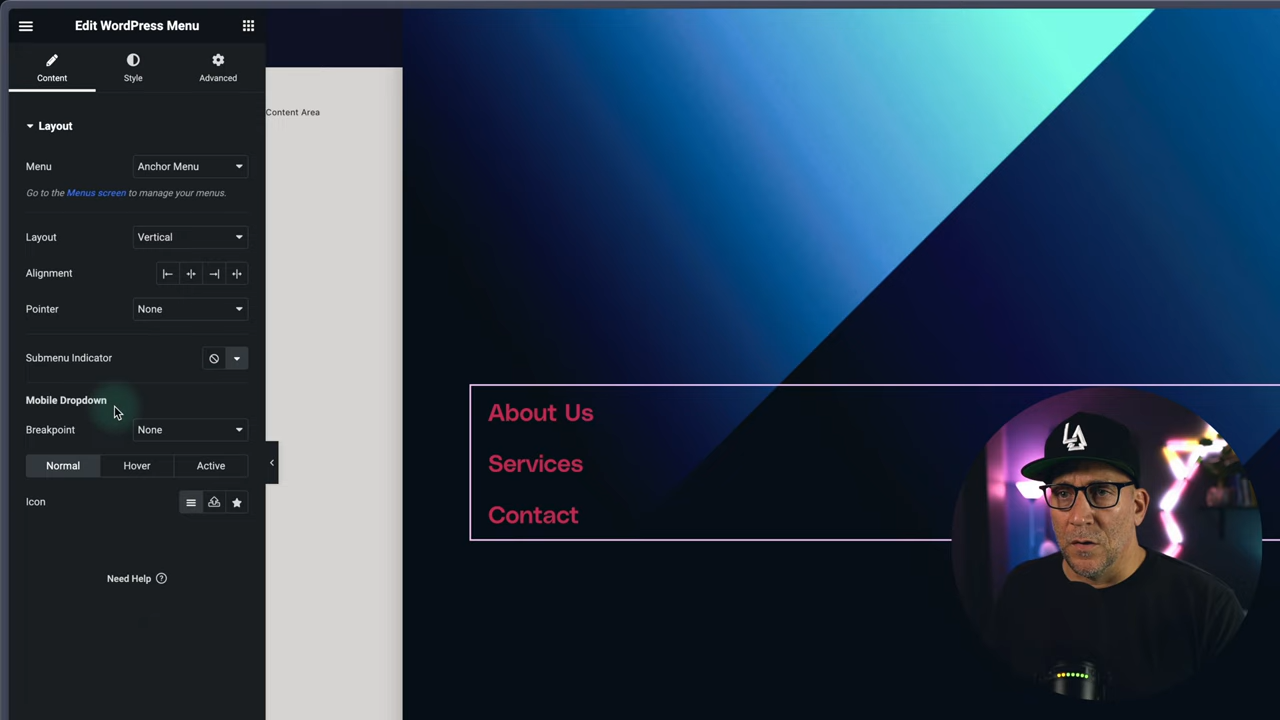 Edit WordPress Menu
Content
Style
Advanced
Layout
Menu
Anchor Menu
Go to the Menus screen to manage your menus.
Layout
Vertical
Alignment
Pointer
None
Submenu Indicator
Mobile Dropdown
Breakpoint
None
Normal
Hover
Active
Icon
Need Help
Content Area
About Us
Services
Contact
LA